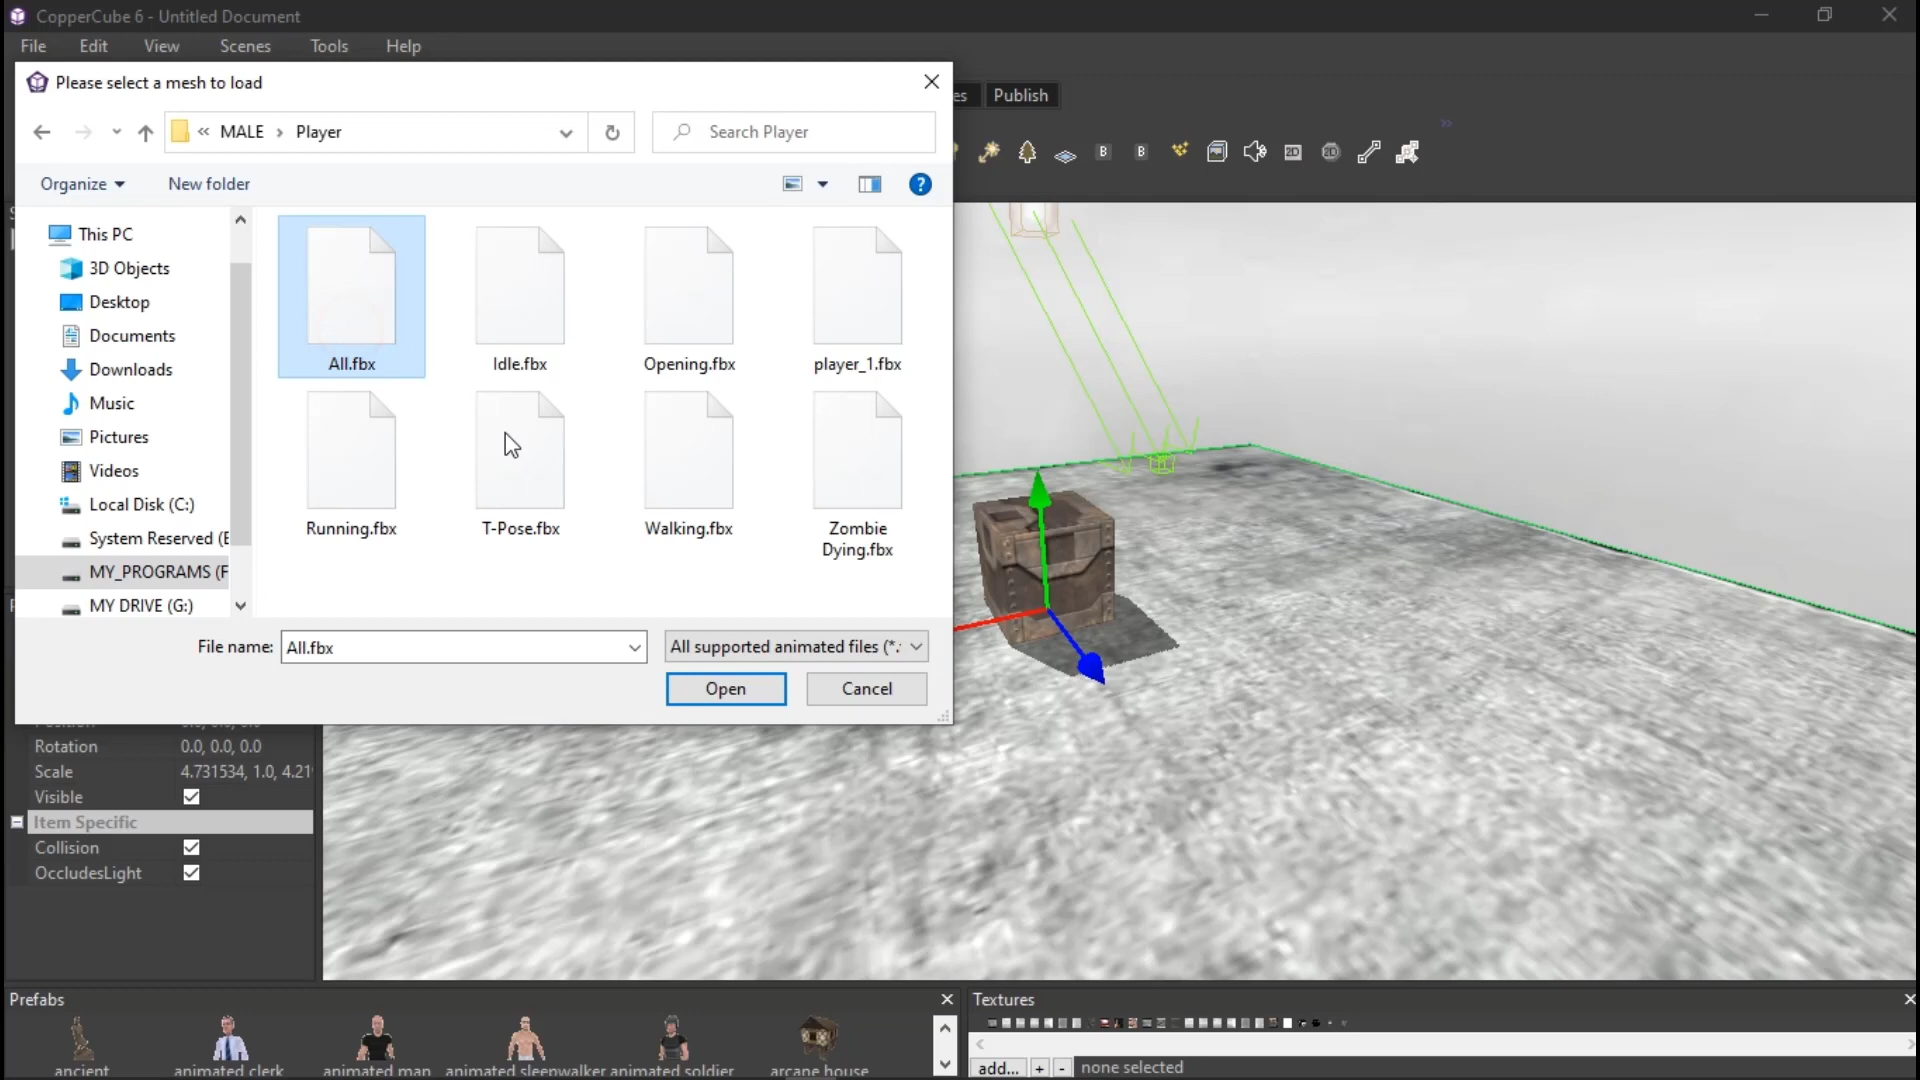 CopperCube 6 - Untitled Document
File Edit View Scenes Tools Help
Please select a mesh to load
es Publish
« MALE › Player
Search Player
Organize
New folder
This PC
3D Objects
Desktop
Documents
Downloads
Music
Pictures
Videos
Local Disk (C:)
System Reserved (E
MY_PROGRAMS (F
MY DRIVE (G:)
All.fbx Idle.fbx Opening.fbx player_1.fbx
Running.fbx T-Pose.fbx Walking.fbx Zombie
Dying.fbx
B B 2D 2D
File name: All.fbx All supported animated files (*.
Open Cancel
Rotation 0.0, 0.0, 0.0
Scale 4.731534, 1.0, 4.21
Visible
Item Specific
Collision
OccludesLight
Prefabs
ancient animated clerk animated man animated sleepwalker animated soldier arcane house
Textures
add... + - none selected